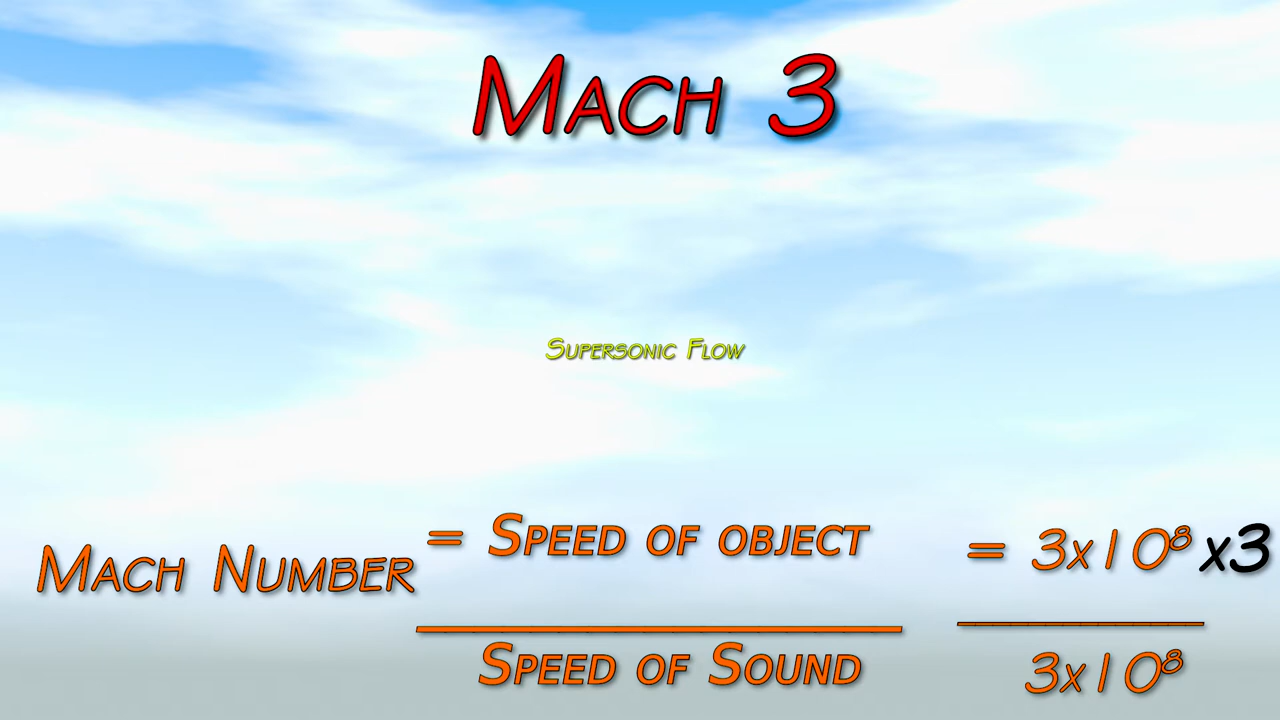 Mach 3
Supersonic Flow
Mach Number = Speed of object = 3x10⁸ x3
Speed of Sound 3x10⁸